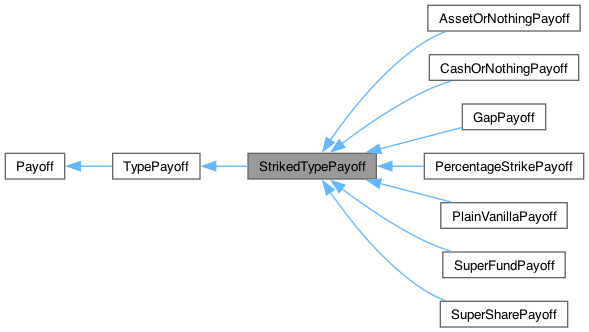 Payoff
TypePayoff
StrikedTypePayoff
AssetOrNothingPayoff
CashOrNothingPayoff
GapPayoff
PercentageStrikePayoff
PlainVanillaPayoff
SuperFundPayoff
SuperSharePayoff